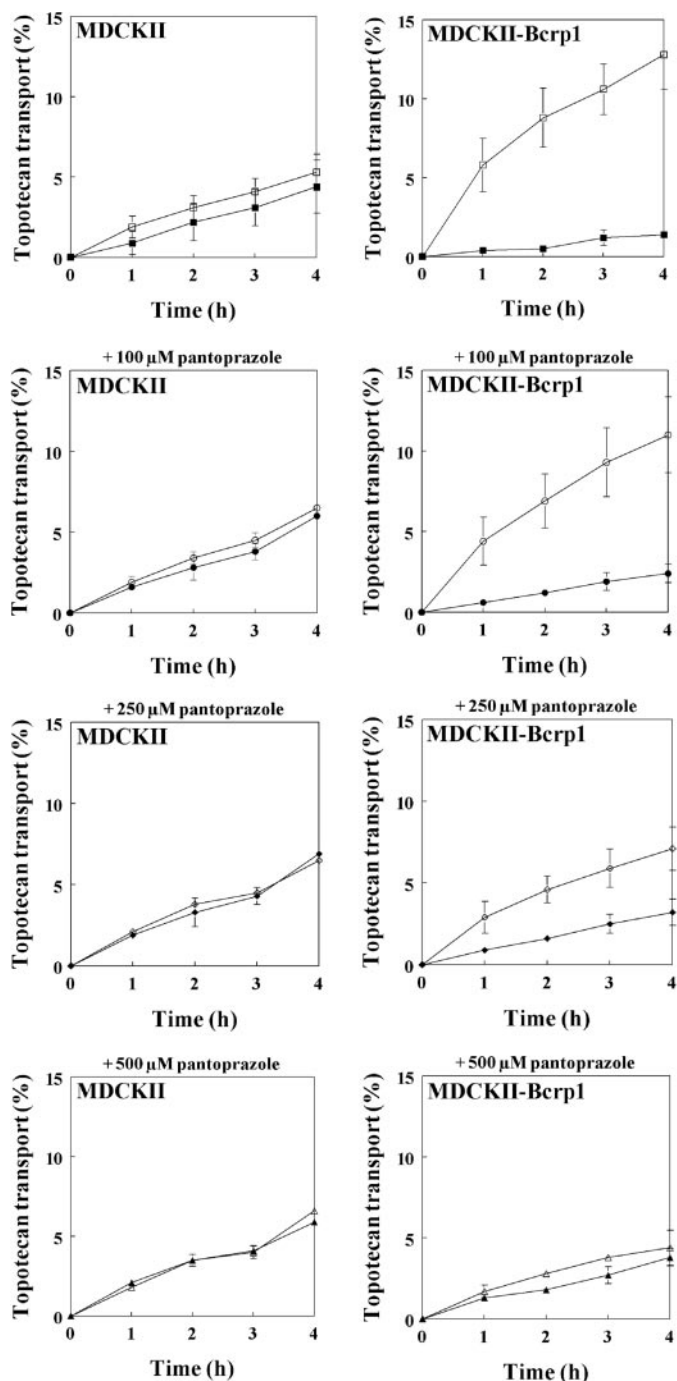 MDCKII
Topotecan transport (%)
15
10
5
0
0 1 2 3 4
Time (h)
MDCKII-Bcrp1
Topotecan transport (%)
15
10
5
0
0 1 2 3 4
Time (h)
+ 100 µM pantoprazole
MDCKII
Topotecan transport (%)
15
10
5
0
0 1 2 3 4
Time (h)
+ 100 µM pantoprazole
MDCKII-Bcrp1
Topotecan transport (%)
15
10
5
0
0 1 2 3 4
Time (h)
+ 250 µM pantoprazole
MDCKII
Topotecan transport (%)
15
10
5
0
0 1 2 3 4
Time (h)
+ 250 µM pantoprazole
MDCKII-Bcrp1
Topotecan transport (%)
15
10
5
0
0 1 2 3 4
Time (h)
+ 500 µM pantoprazole
MDCKII
Topotecan transport (%)
15
10
5
0
0 1 2 3 4
Time (h)
+ 500 µM pantoprazole
MDCKII-Bcrp1
Topotecan transport (%)
15
10
5
0
0 1 2 3 4
Time (h)